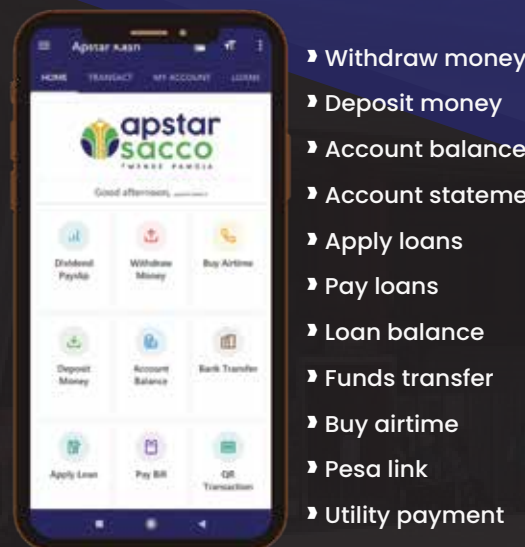 Apstar Kash
HOME TRANSACT MY ACCOUNT LOANS
apstar
sacco
TWENDE PAMOJA
Good afternoon,
Dividend Payslip
Withdraw Money
Buy Airtime
Deposit Money
Account Balance
Bank Transfer
Apply Loan
Pay Bill
QR Transaction
Withdraw money
Deposit money
Account balance
Account stateme
Apply loans
Pay loans
Loan balance
Funds transfer
Buy airtime
Pesa link
Utility payment